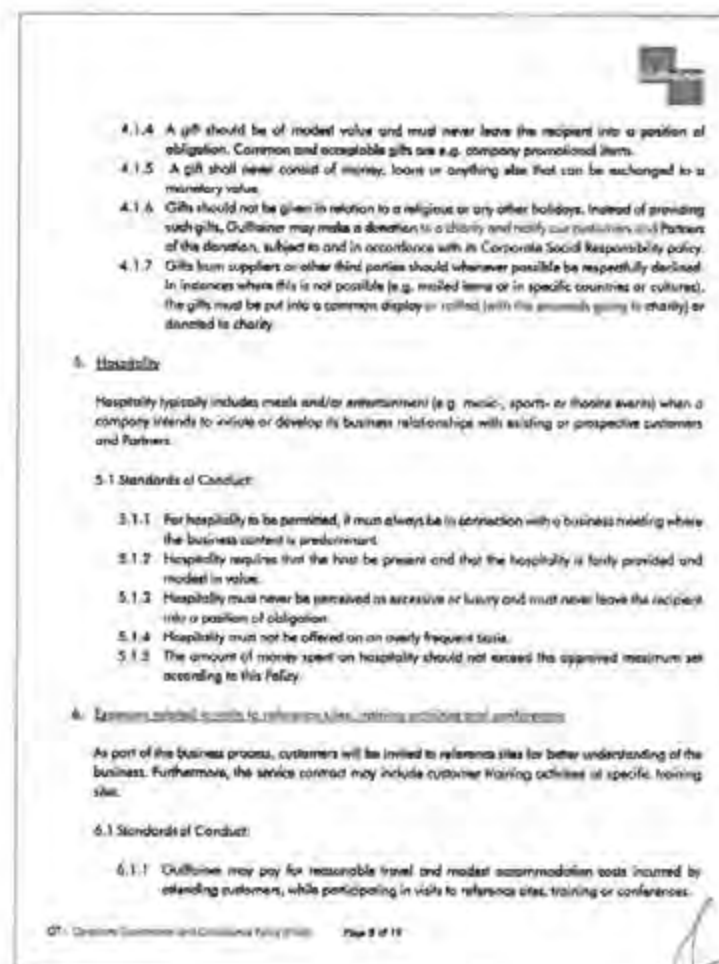 4.1.4 A gift should be of modest value and must never leave the recipient into a position of
obligation. Common and acceptable gifts are e.g. company promotional items.
4.1.5 A gift shall never consist of money, loans or anything else that can be exchanged to a
monetary value.
4.1.6 Gifts should not be given in relation to a religious or any other holidays. Instead of providing
such gifts, Gulftainer may make a donation to a charity and notify our customers and Partners
of the donation, subject to and in accordance with its Corporate Social Responsibility policy.
4.1.7 Gifts from suppliers or other third parties should whenever possible be respectfully declined.
In instances where this is not possible (e.g. mailed items or in specific countries or cultures),
the gifts must be put into a common display or raffled (with the proceeds going to charity) or
donated to charity.
5. Hospitality
Hospitality typically includes meals and/or entertainment (e.g. music-, sports- or theatre events) when a
company intends to initiate or develop its business relationships with existing or prospective customers
and Partners.
5.1 Standards of Conduct:
5.1.1 For hospitality to be permitted, it must always be in connection with a business meeting where
the business content is predominant.
5.1.2 Hospitality requires that the host be present and that the hospitality is fairly provided and
modest in value.
5.1.3 Hospitality must never be perceived as excessive or luxury and must never leave the recipient
into a position of obligation.
5.1.4 Hospitality must not be offered on an overly frequent basis.
5.1.5 The amount of money spent on hospitality should not exceed the approved maximum set
according to this Policy.
6. Expenses related to visits to reference sites, training activities and conferences
As part of the business process, customers will be invited to reference sites for better understanding of the
business. Furthermore, the service contract may include customer training activities at specific training
sites.
6.1 Standards of Conduct:
6.1.1 Gulftainer may pay for reasonable travel and modest accommodation costs incurred by
attending customers, while participating in visits to reference sites, training or conferences.
GT - Corporate Governance and Compliance Policy Page of 19